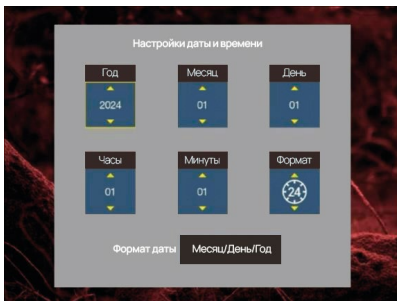 Настройки даты и времени
Год Месяц День
2024 01 01
Часы Минуты Формат
01 01 24
Формат даты Месяц/День/Год